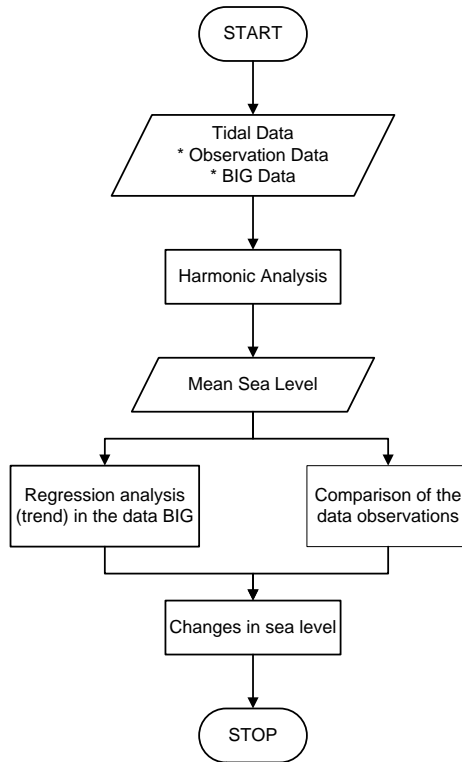 START
Tidal Data
* Observation Data
* BIG Data
Harmonic Analysis
Mean Sea Level
Regression analysis
(trend) in the data BIG
Comparison of the
data observations
Changes in sea level
STOP